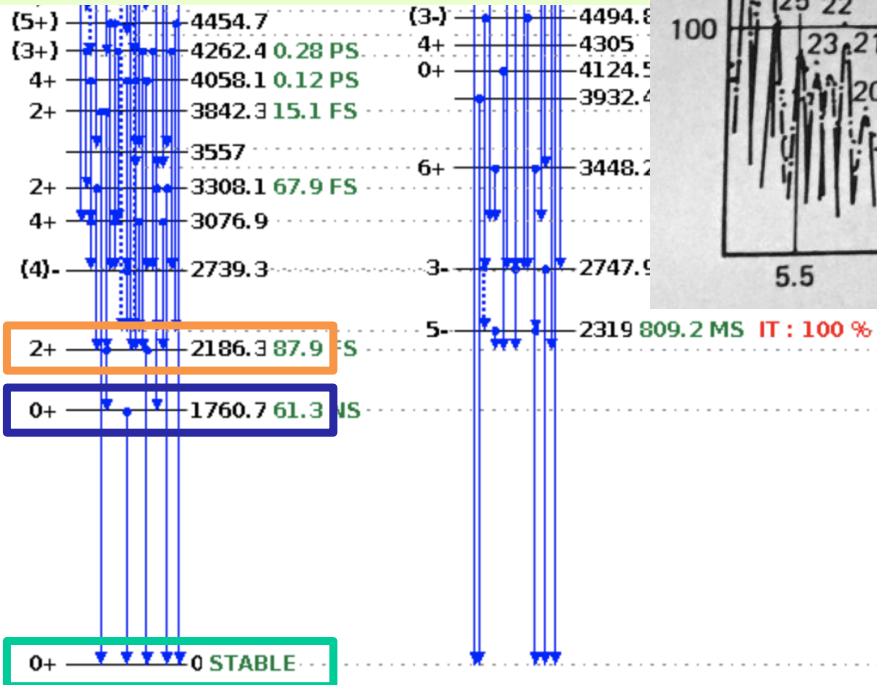 (5+) 4454.7
(3+) 4262.4 0.28 PS
4+ 4058.1 0.12 PS
2+ 3842.3 15.1 FS
3557
2+ 3308.1 67.9 FS
4+ 3076.9
(4)- 2739.3
2+ 2186.3 87.9 FS
0+ 1760.7 61.3 NS
0+ 0 STABLE
(3-) 4494.8
4+ 4305
0+ 4124.5
3932.4
6+ 3448.2
3- 2747.9
5- 2319 809.2 MS IT : 100 %
25 22
100
23 21
20
5.5